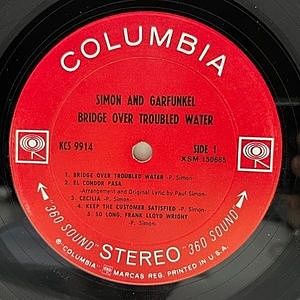 COLUMBIA
SIMON AND GARFUNKEL
BRIDGE OVER TROUBLED WATER
KCS 9914
SIDE 1
XSM 150665
1. BRIDGE OVER TROUBLED WATER -P. Simon-
2. EL CONDOR PASA
-Arrangement and Original Lyric by Paul Simon-
3. CECILIA -P. Simon-
4. KEEP THE CUSTOMER SATISFIED -P. Simon-
5. SO LONG, FRANK LLOYD WRIGHT
-P. Simon-
"360 SOUND" STEREO "360 SOUND"
℗ COLUMBIA MARCAS REG. PRINTED IN U.S.A.